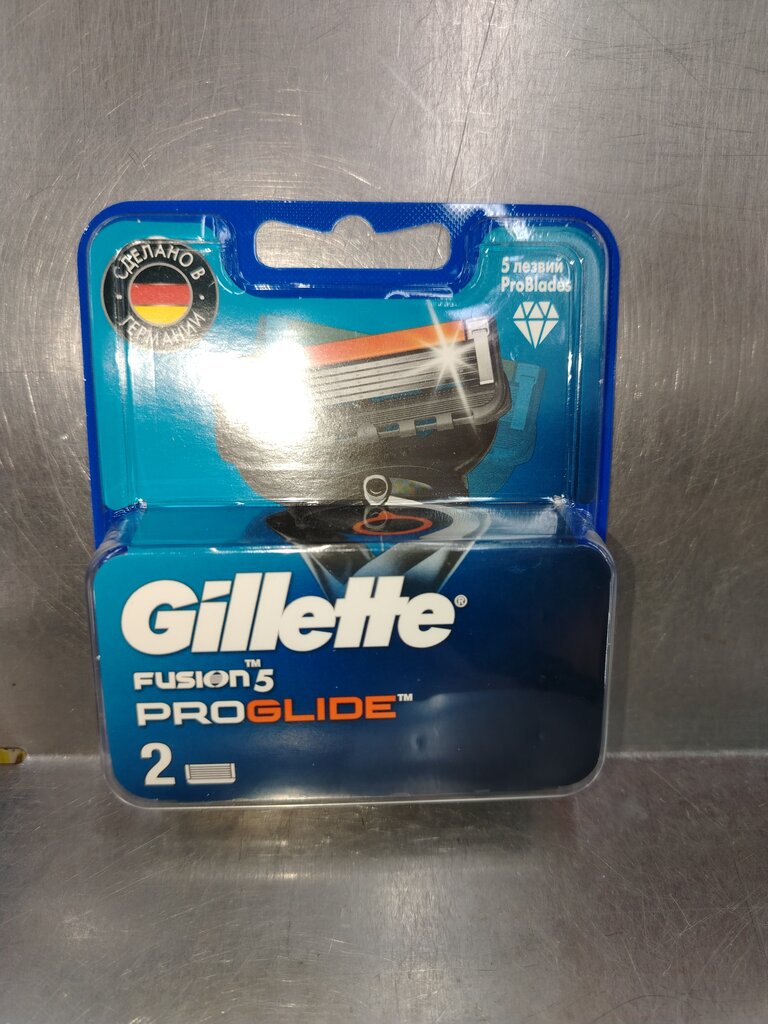 СДЕЛАНО В
ГЕРМАНИИ
5 лезвий
ProBlades
Gillette®
FUSION™5
PROGLIDE™
2